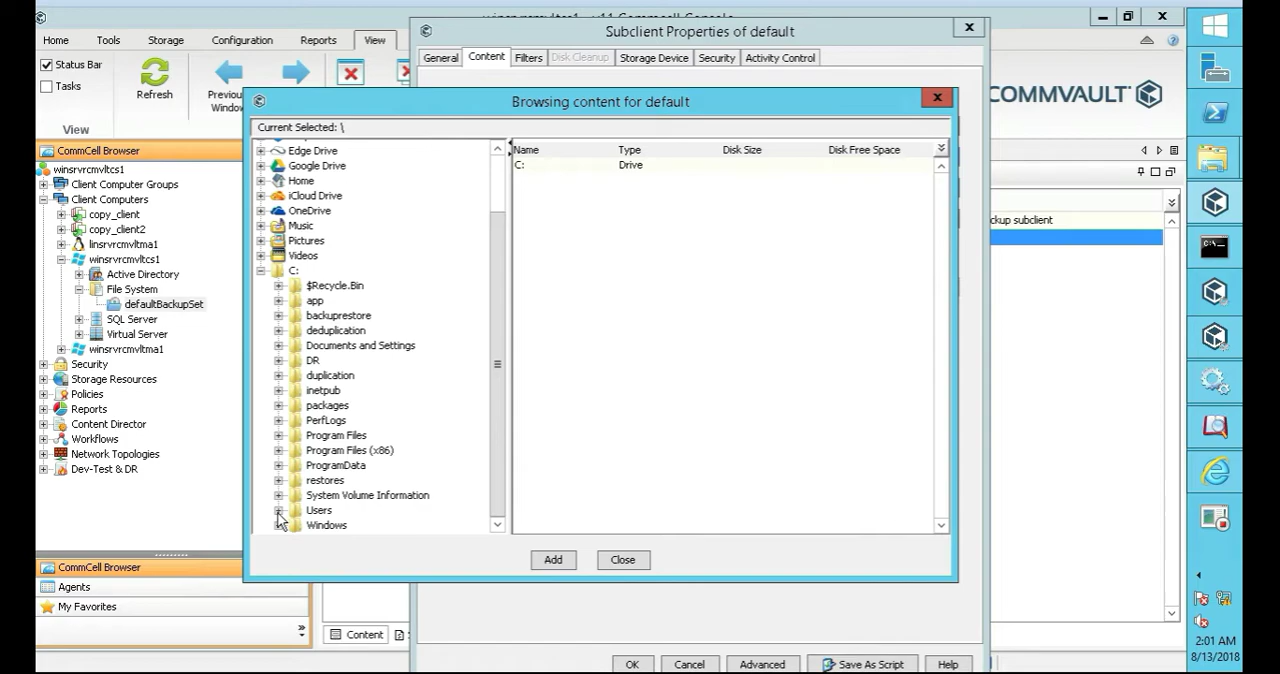 Subclient Properties of default
Home Tools Storage Configuration Reports View
General Content Filters Disk Cleanup Storage Device Security Activity Control
Status Bar
Tasks
Refresh
View
COMMVAULT
Browsing content for default
Current Selected: \
Name Type Disk Size Disk Free Space
C: Drive
Edge Drive
Google Drive
Home
iCloud Drive
OneDrive
Music
Pictures
Videos
C:
$Recycle.Bin
app
backuprestore
deduplication
Documents and Settings
DR
duplication
inetpub
packages
PerfLogs
Program Files
Program Files (x86)
ProgramData
restores
System Volume Information
Users
Windows
Add Close
CommCell Browser
winsrvrcmvltcs1
Client Computer Groups
Client Computers
copy_client
copy_client2
linsrvrcmvltma1
winsrvrcmvltcs1
Active Directory
File System
defaultBackupSet
SQL Server
Virtual Server
winsrvrcmvltma1
Security
Storage Resources
Policies
Reports
Content Director
Workflows
Network Topologies
Dev-Test & DR
CommCell Browser
Agents
My Favorites
Content
OK Cancel Advanced Save As Script Help
2:01 AM
8/13/2018